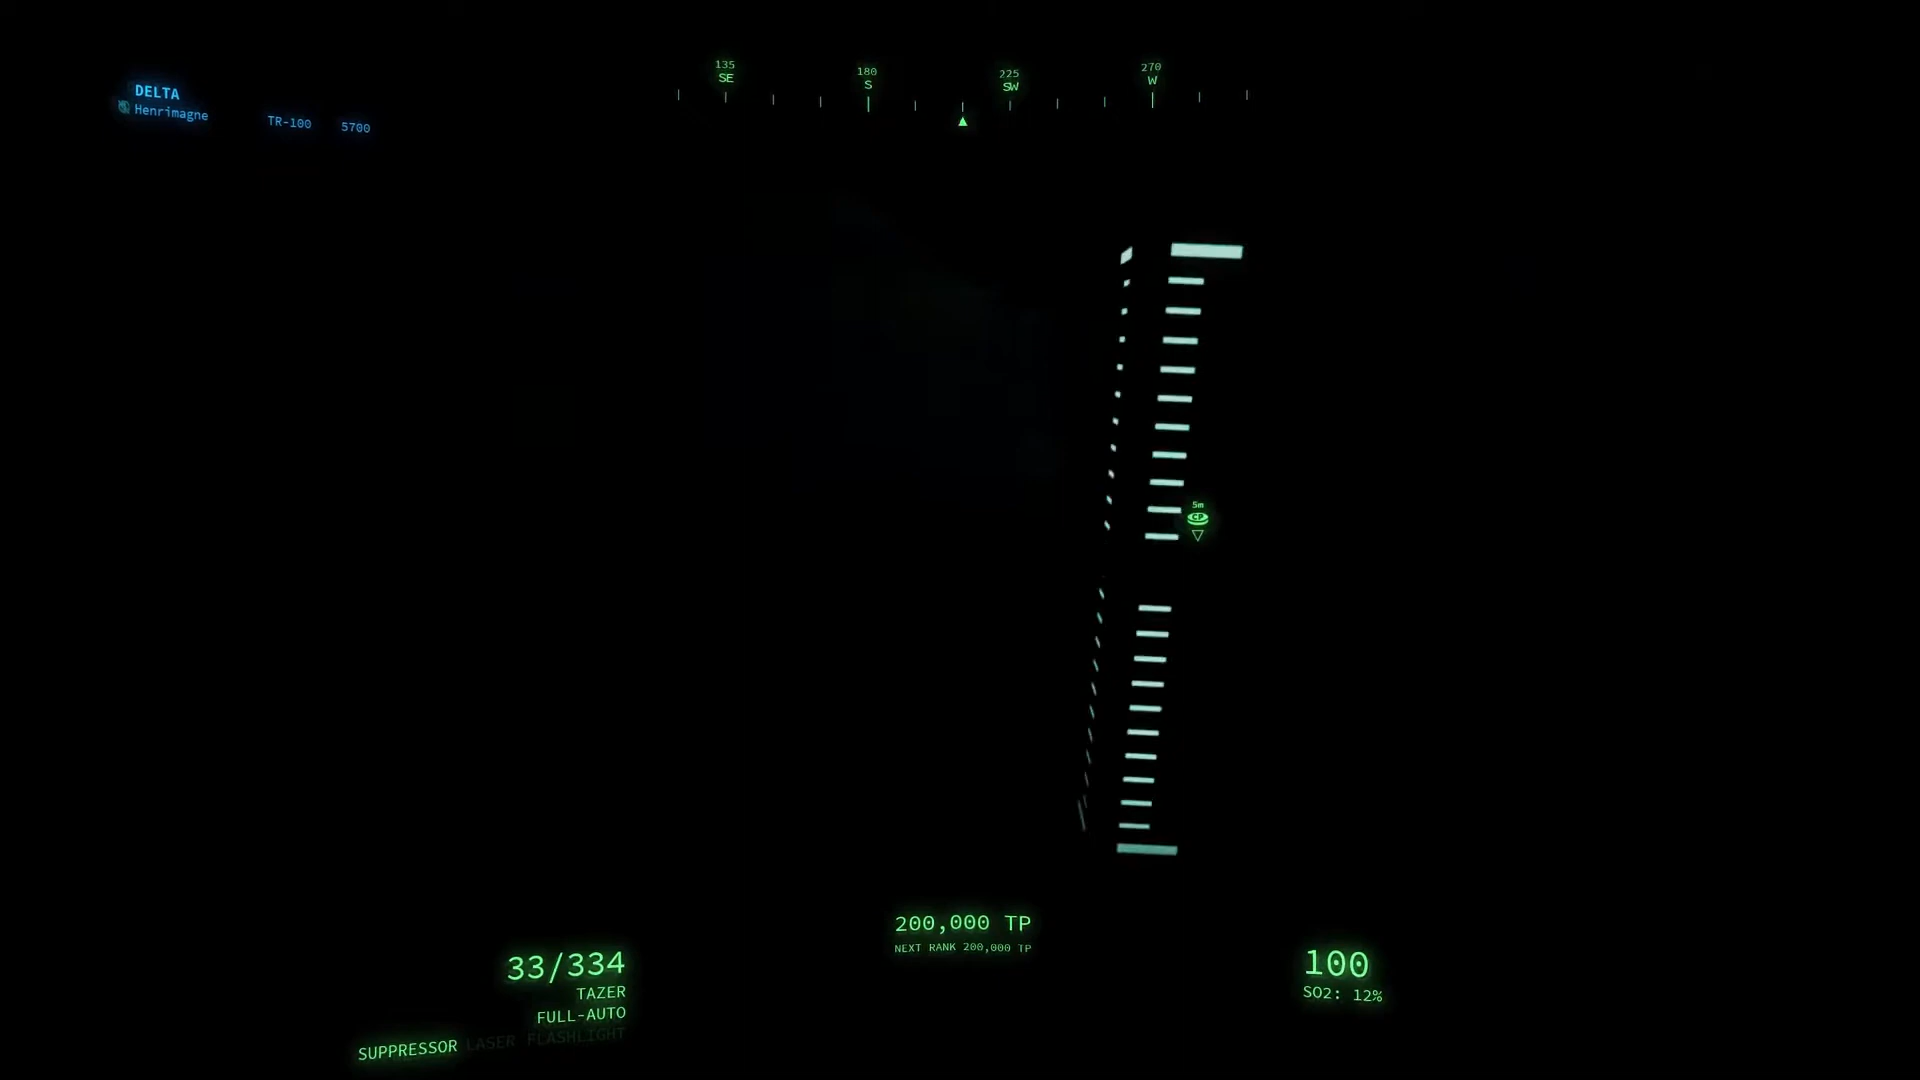 DELTA
Henrimagne TR-100 5700
135 180 225 270
SE S SW W
5m
CP
200,000 TP
NEXT RANK 200,000 TP
33/334
TAZER
FULL-AUTO
SUPPRESSOR LASER FLASHLIGHT
100
SO2: 12%